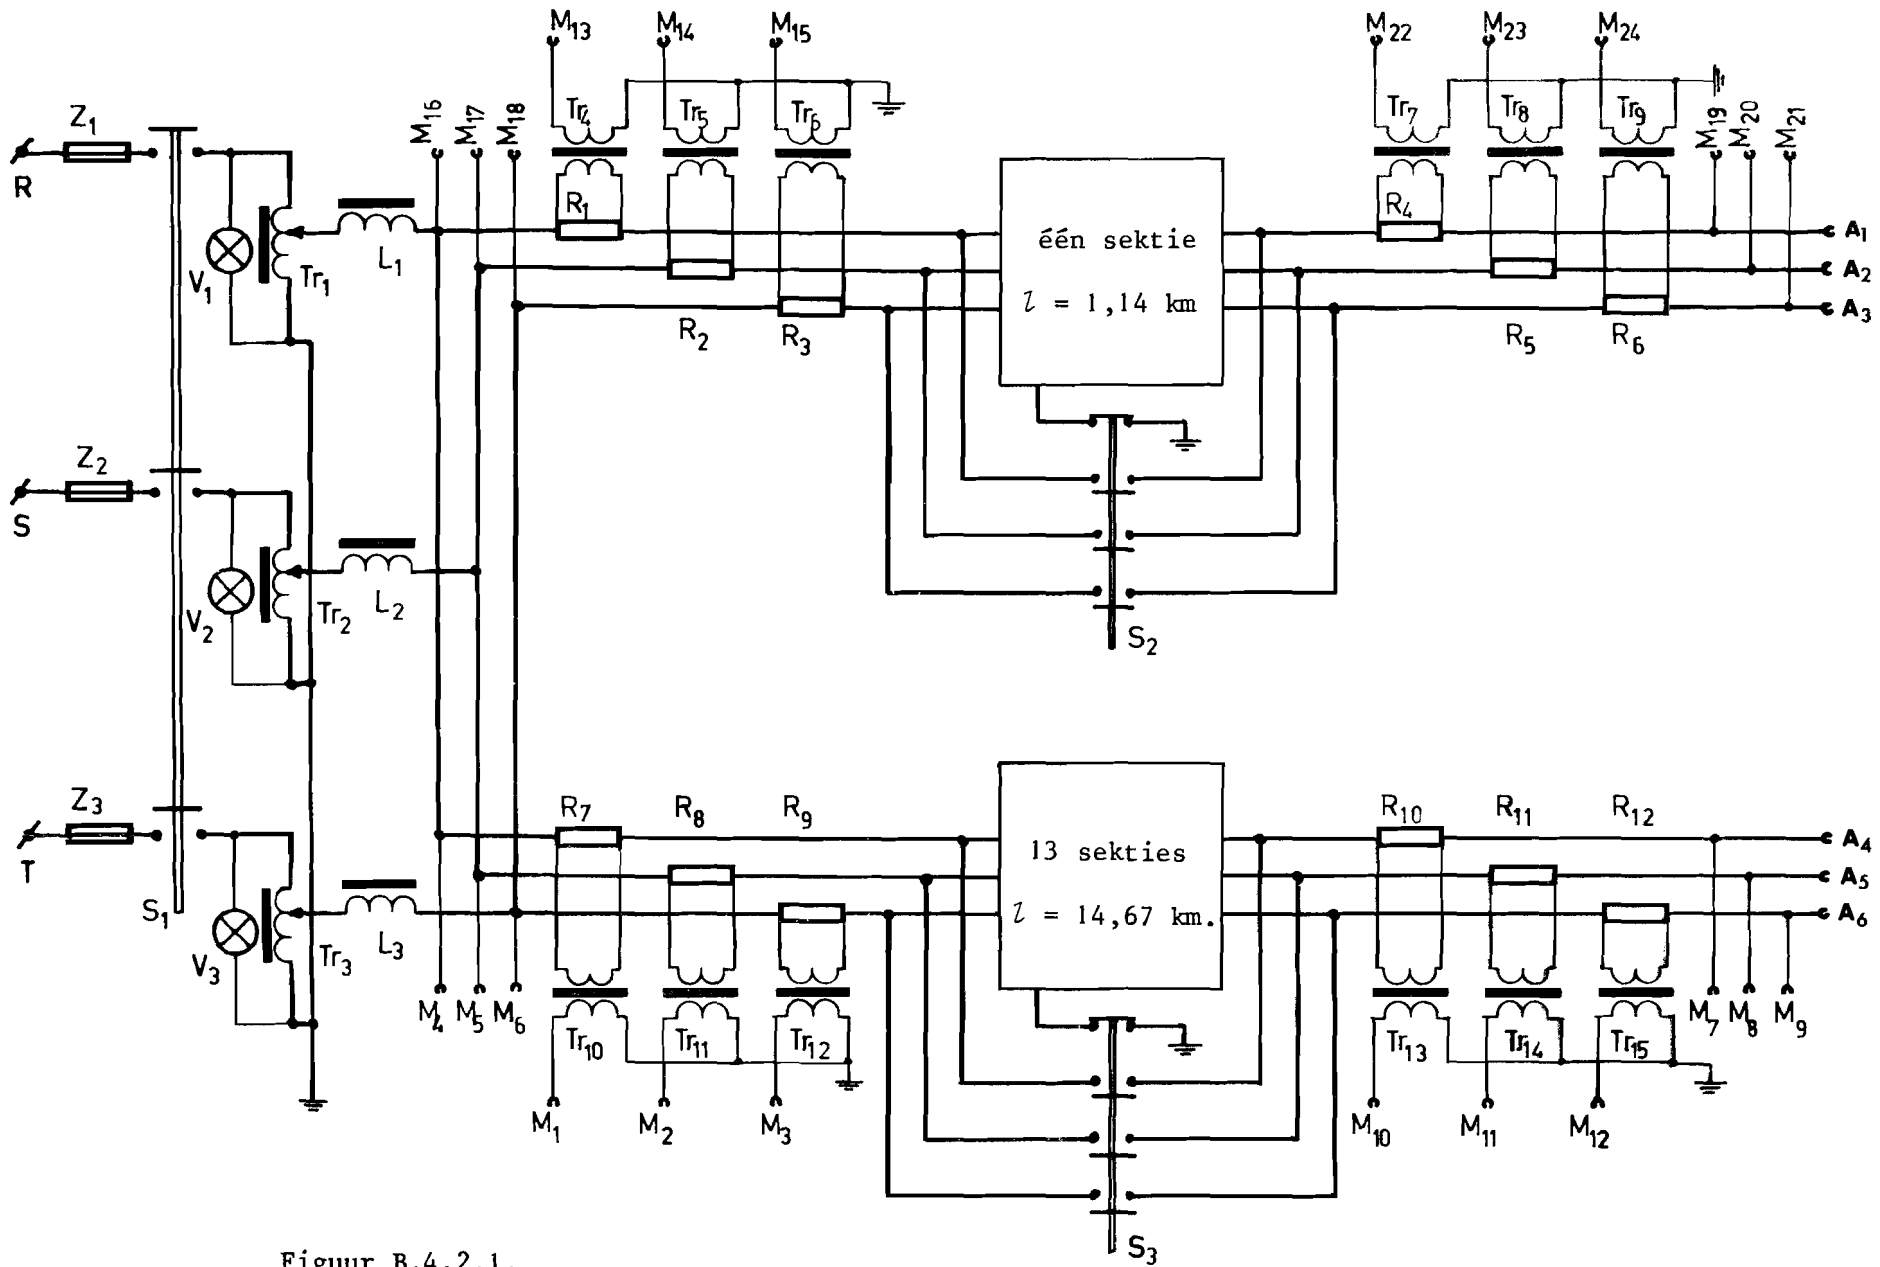 M13 M14 M15 M22 M23 M24
Tr4 Tr5 Tr6 Tr7 Tr8 Tr9
M16 M17 M18 M19 M20 M21
Z1
R
R1 R4
V1 Tr1 L1
één sektie
l = 1,14 km
A1
A2
A3
R2 R3 R5 R6
Z2
S
V2 Tr2 L2
S2
Z3
T
R7 R8 R9 R10 R11 R12
13 sekties
l = 14,67 km.
A4
A5
A6
S1 V3 Tr3 L3
M4 M5 M6 M7 M8 M9
Tr10 Tr11 Tr12 Tr13 Tr14 Tr15
M1 M2 M3 M10 M11 M12
S3
Figuur B.4.2.1.